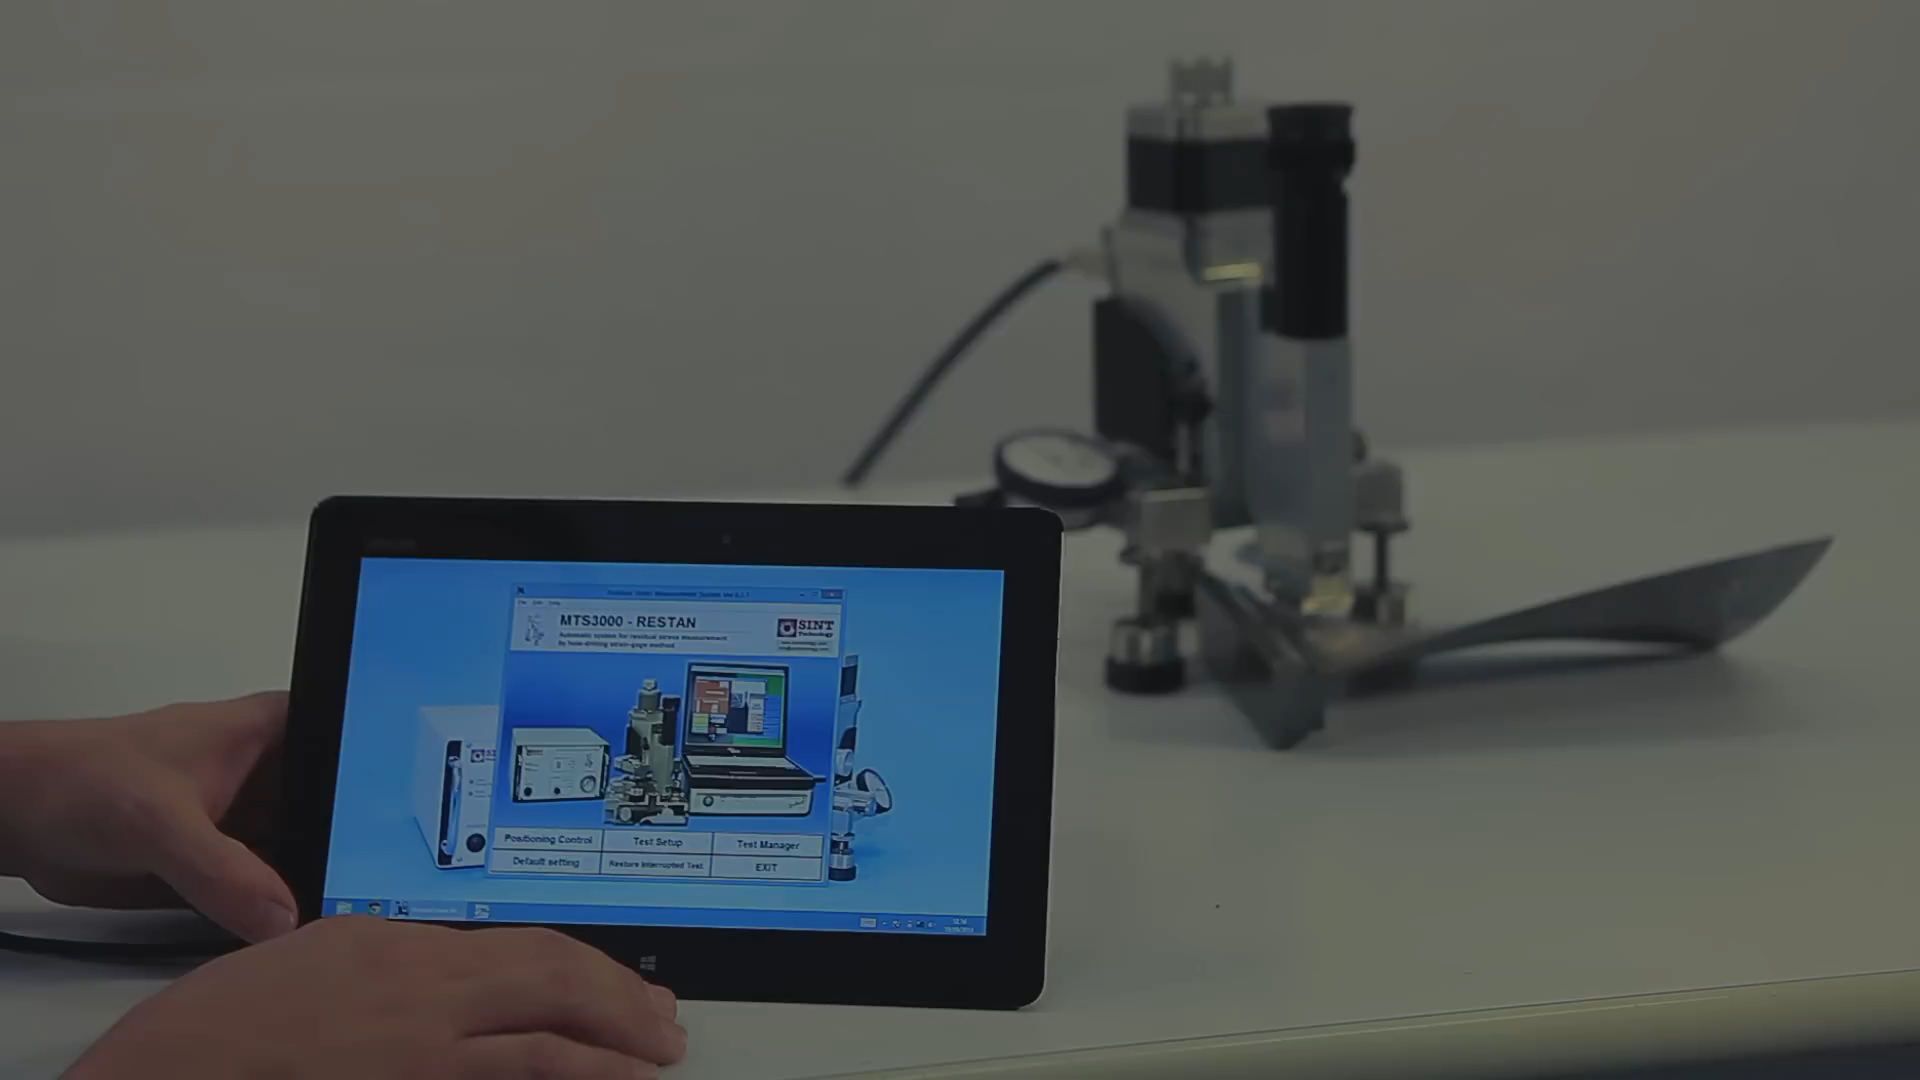 MTS3000 - RESTAN
Automatic system for residual stress measurement
by hole-drilling strain-gage method
SINT
Technology
Positioning Control
Test Setup
Test Manager
Default setting
Restore Interrupted Test
EXIT
SINT